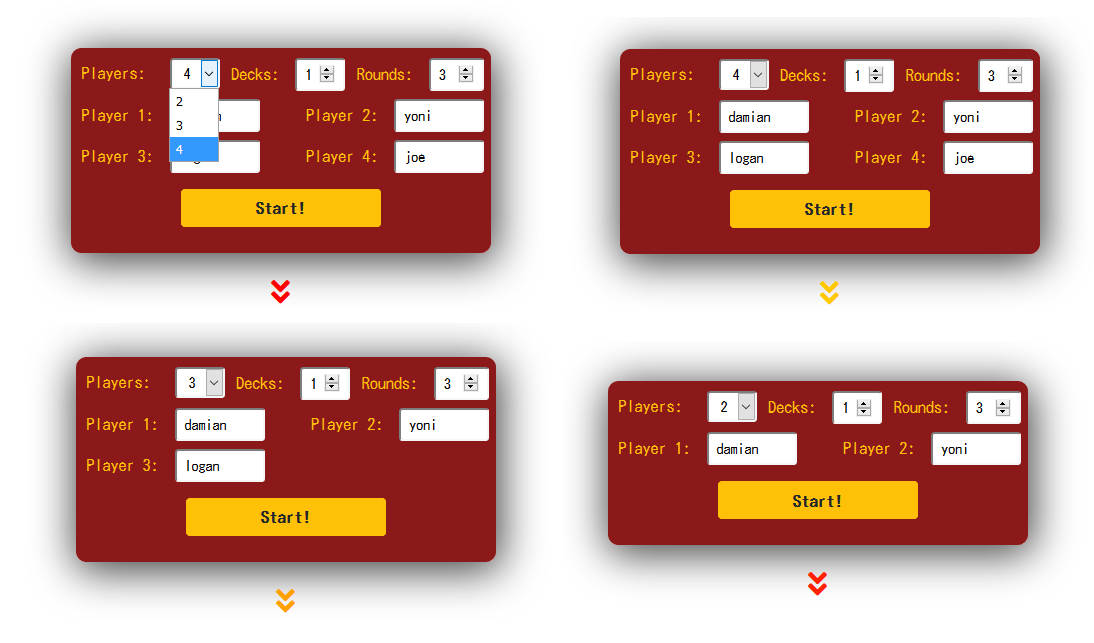 Players: 4 Decks: 1 Rounds: 3
2
Player 1: Player 2: yoni
3
4
Player 3: Player 4: joe
Start!
Players: 4 Decks: 1 Rounds: 3
Player 1: damian Player 2: yoni
Player 3: logan Player 4: joe
Start!
Players: 3 Decks: 1 Rounds: 3
Player 1: damian Player 2: yoni
Player 3: logan
Start!
Players: 2 Decks: 1 Rounds: 3
Player 1: damian Player 2: yoni
Start!